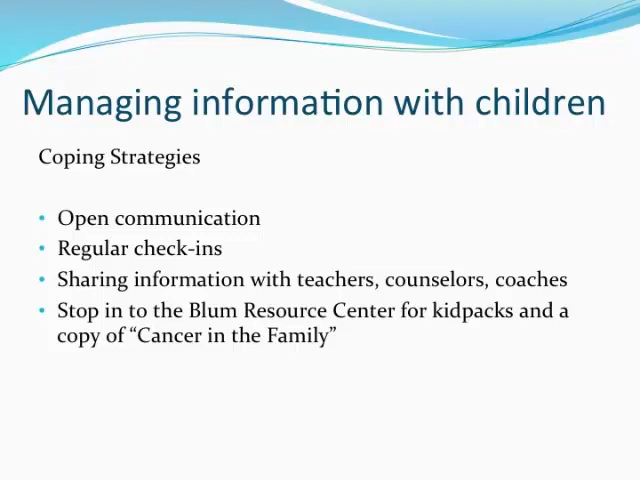 Managing information with children
Coping Strategies
• Open communication
• Regular check-ins
• Sharing information with teachers, counselors, coaches
• Stop in to the Blum Resource Center for kidpacks and a
copy of “Cancer in the Family”